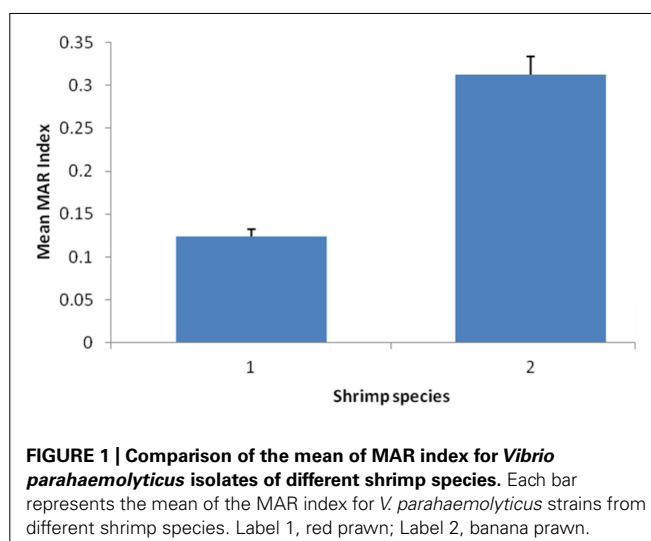 0.35
0.3
0.25
0.2
0.15
0.1
0.05
0
Mean MAR Index
1 2
Shrimp species
FIGURE 1 | Comparison of the mean of MAR index for Vibrio
parahaemolyticus isolates of different shrimp species. Each bar
represents the mean of the MAR index for V. parahaemolyticus strains from
different shrimp species. Label 1, red prawn; Label 2, banana prawn.